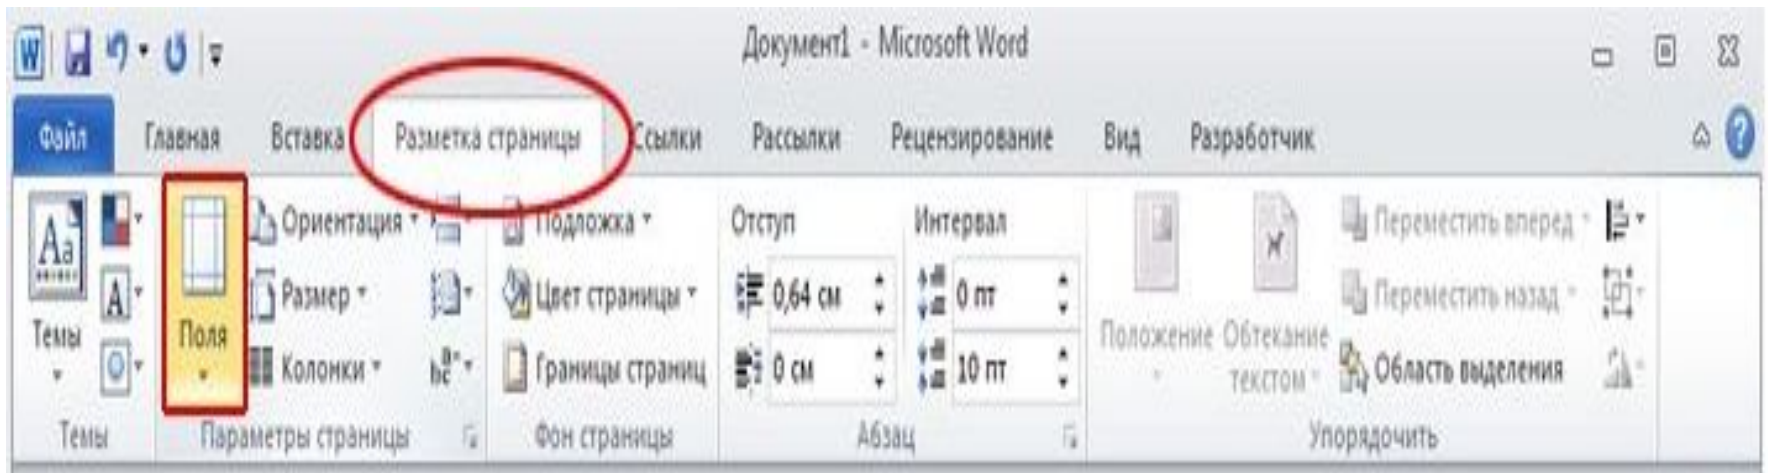 Документ1 - Microsoft Word
Файл Главная Вставка Разметка страницы Ссылки Рассылки Рецензирование Вид Разработчик
Ориентация Подложка Отступ Интервал Переместить вперед
Размер Цвет страницы 0,64 см 0 пт Переместить назад
Темы Поля Положение Обтекание текстом
Колонки Границы страниц 0 см 10 пт Область выделения
Темы Параметры страницы Фон страницы Абзац Упорядочить